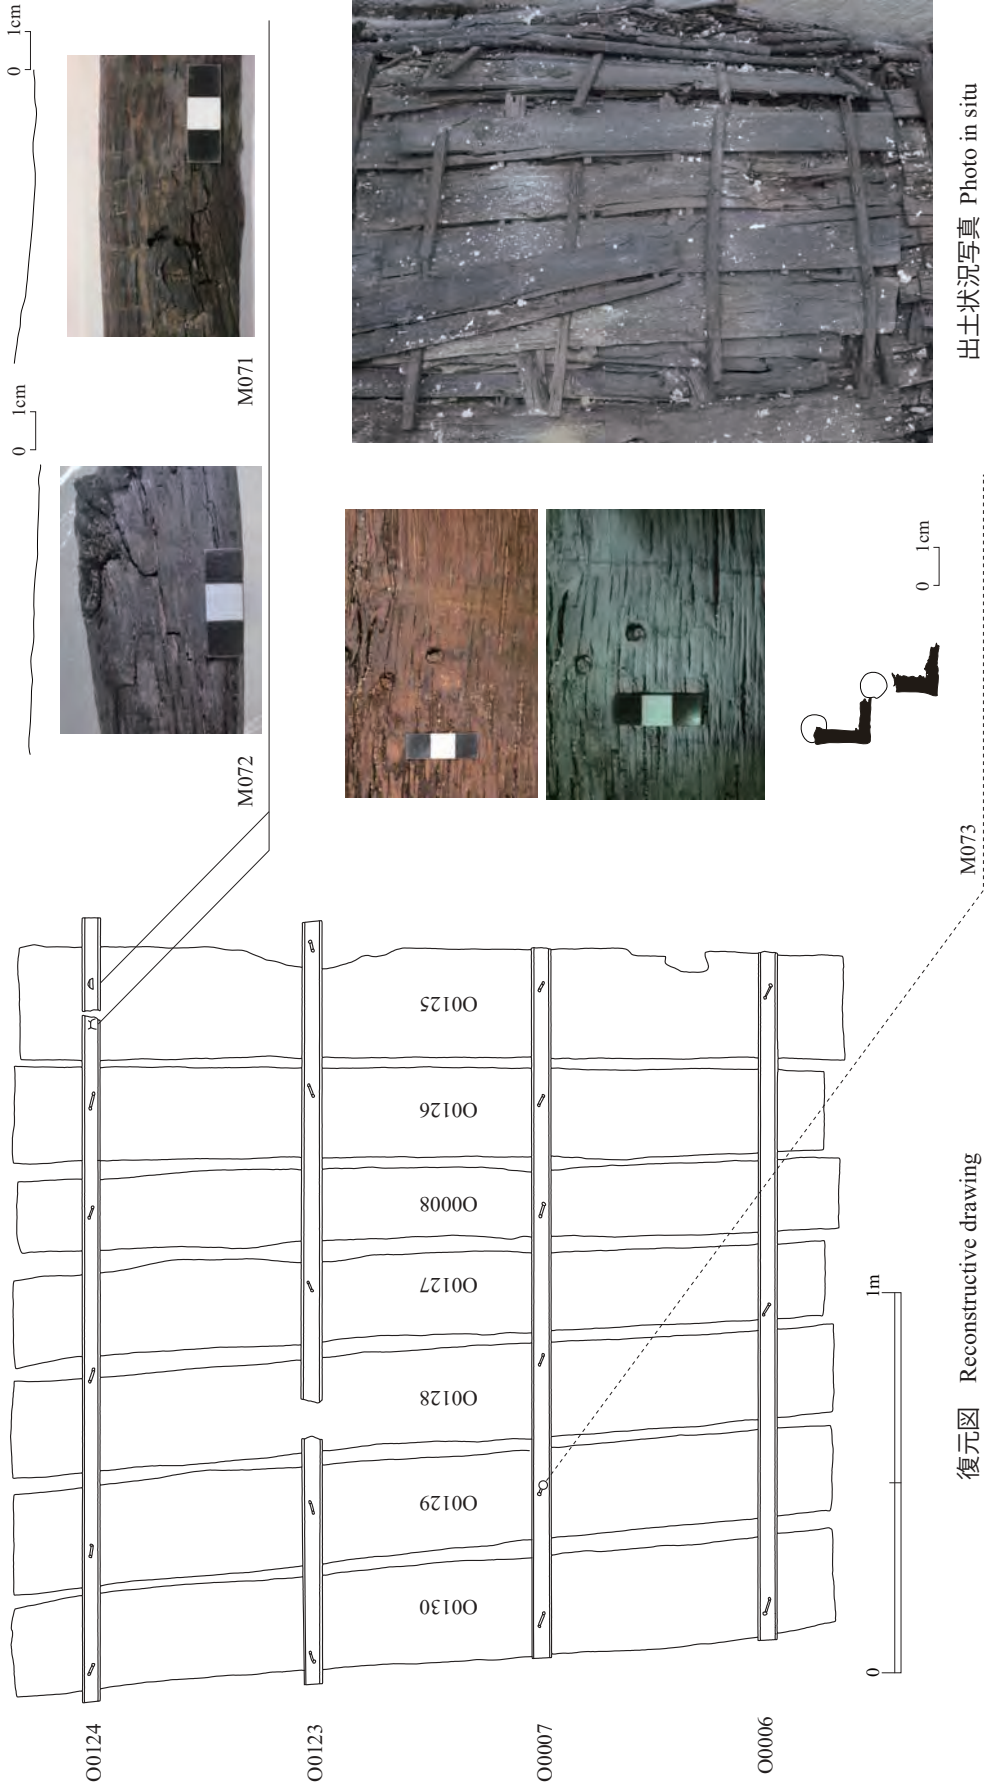 0 1cm
M072
0 1cm
M071
O0124
O0123
O0007
O0006
O0130
O0129
O0128
O0127
O0008
O0126
O0125
0 1m
M073
0 1cm
復元図 Reconstructive drawing
出土状況写真 Photo in situ